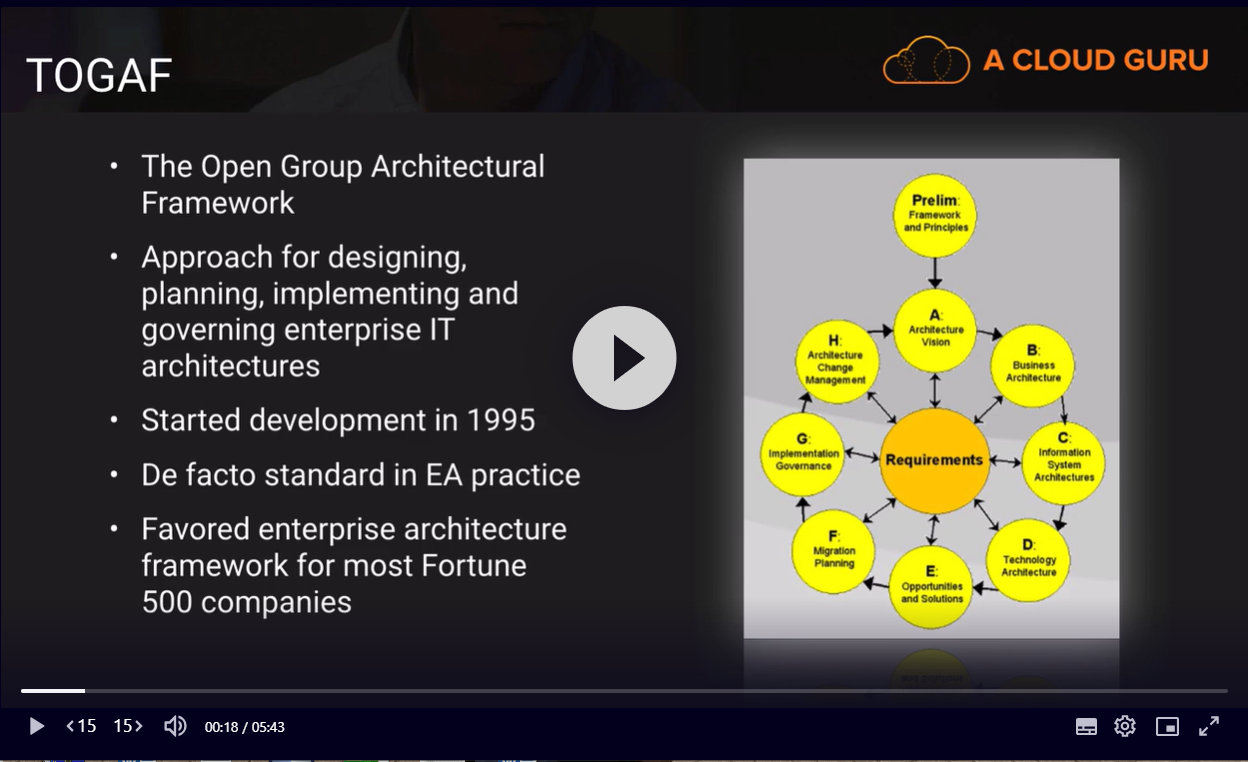 TOGAF
A CLOUD GURU
• The Open Group Architectural
Framework
• Approach for designing,
planning, implementing and
governing enterprise IT
architectures
• Started development in 1995
• De facto standard in EA practice
• Favored enterprise architecture
framework for most Fortune
500 companies
Prelim:
Framework
and Principles
A:
Architecture
Vision
B:
Business
Architecture
C:
Information
System
Architectures
D:
Technology
Architecture
E:
Opportunities
and Solutions
F:
Migration
Planning
G:
Implementation
Governance
H:
Architecture
Change
Management
Requirements
<15 15> 00:18 / 05:43